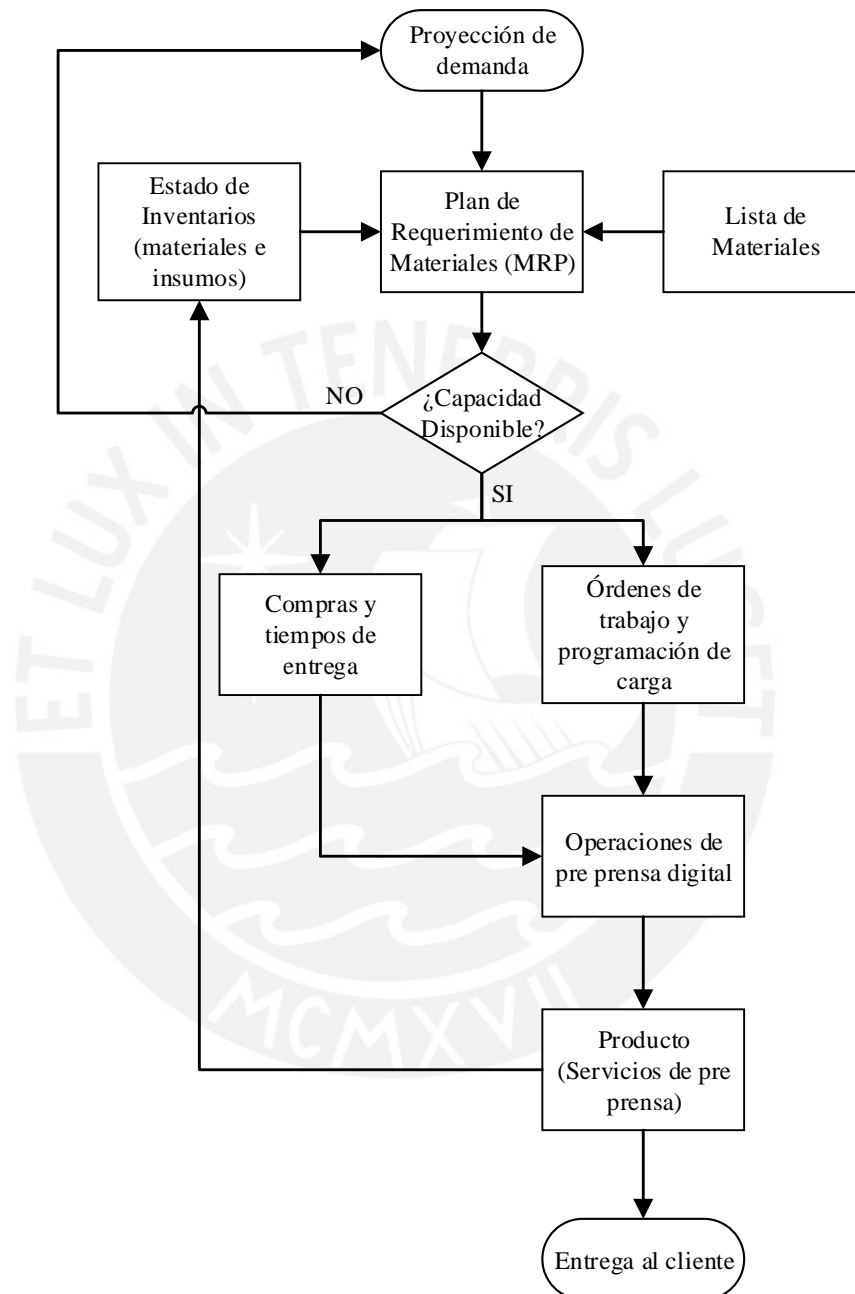 Proyección de
demanda
Estado de
Inventarios
(materiales e
insumos)
Plan de
Requerimiento de
Materiales (MRP)
Lista de
Materiales
NO
¿Capacidad
Disponible?
SI
Compras y
tiempos de
entrega
Órdenes de
trabajo y
programación de
carga
Operaciones de
pre prensa digital
Producto
(Servicios de pre
prensa)
Entrega al cliente
ET LUX IN TENEBRIS LUCET
MCMXVII